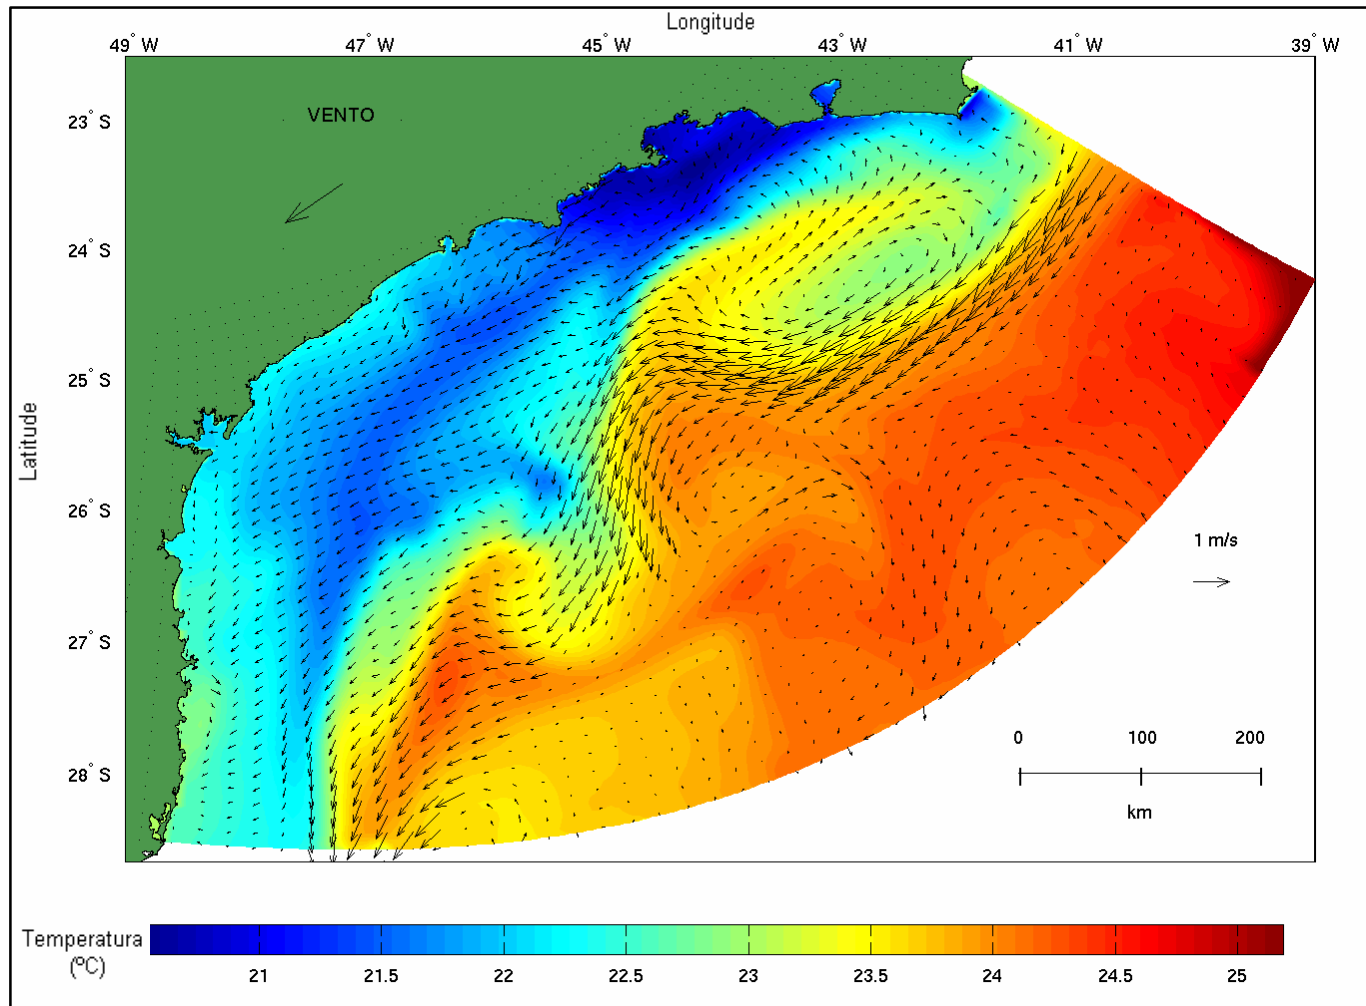 Longitude
49° W 47° W 45° W 43° W 41° W 39° W
VENTO
23° S
24° S
25° S
Latitude
26° S
1 m/s
27° S
0 100 200
28° S
km
Temperatura
(ºC)
21 21.5 22 22.5 23 23.5 24 24.5 25